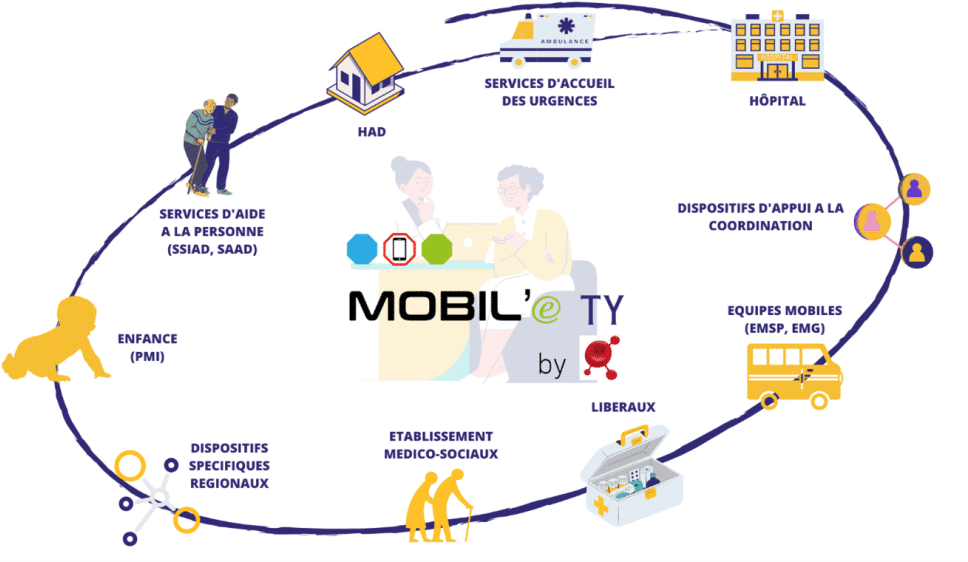 AMBULANCE
HOSPITAL
SERVICES D'ACCUEIL
DES URGENCES
HÔPITAL
HAD
SERVICES D'AIDE
A LA PERSONNE
(SSIAD, SAAD)
DISPOSITIFS D'APPUI A LA
COORDINATION
MOBIL'e TY
by
EQUIPES MOBILES
(EMSP, EMG)
ENFANCE
(PMI)
LIBERAUX
ETABLISSEMENT
MEDICO-SOCIAUX
DISPOSITIFS
SPECIFIQUES
REGIONAUX